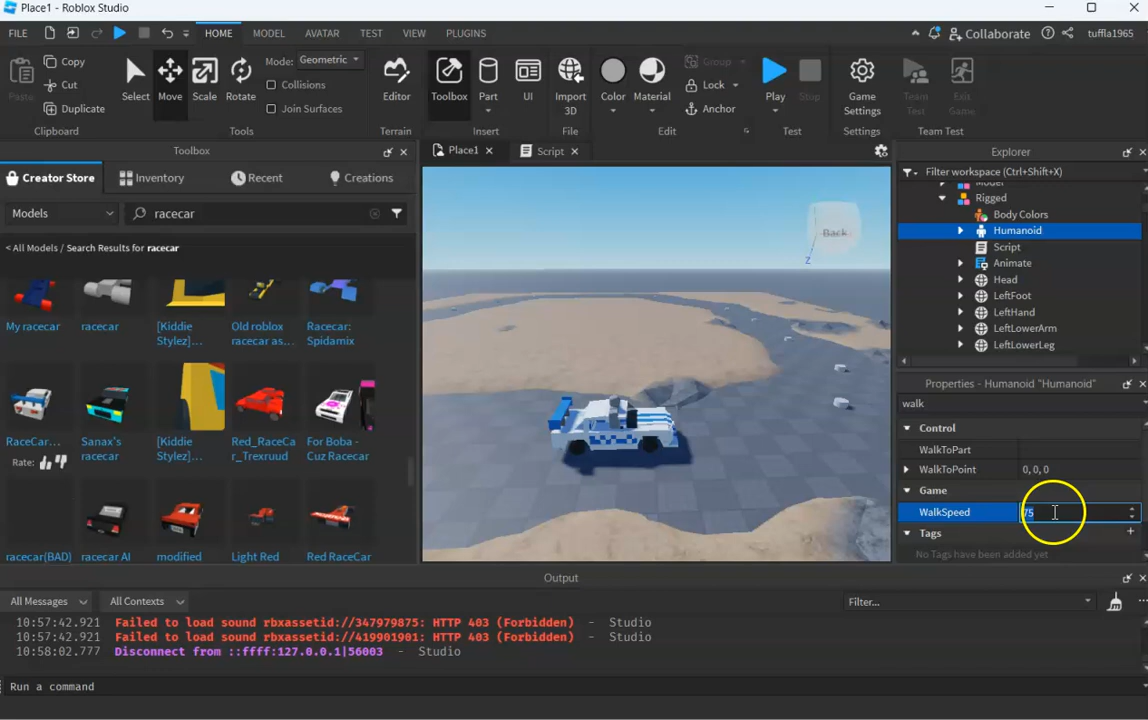 Place1 - Roblox Studio
FILE HOME MODEL AVATAR TEST VIEW PLUGINS Collaborate tuffla1965
Paste Copy Cut Duplicate Clipboard
Select Move Scale Rotate Mode: Geometric Collisions Join Surfaces Tools
Editor Terrain
Toolbox Part UI Insert
Import 3D File
Color Material Group Lock Anchor Edit
Play Stop Test
Game Settings Settings
Team Test Exit Game Team Test
Toolbox
Creator Store Inventory Recent Creations
Models racecar
< All Models / Search Results for racecar
My racecar
racecar
[Kiddie Stylez]...
Old roblox racecar as...
Racecar: Spidamix
RaceCar...
Rate:
Sanax's racecar
[Kiddie Stylez]...
Red_RaceCar_Trexruud
For Boba - Cuz Racecar
racecar(BAD)
racecar AI
modified
Light Red
Red RaceCar
Place1 Script
Back
Z
Explorer
Filter workspace (Ctrl+Shift+X)
Model
Rigged
Body Colors
Humanoid
Script
Animate
Head
LeftFoot
LeftHand
LeftLowerArm
LeftLowerLeg
Properties - Humanoid "Humanoid"
walk
Control
WalkToPart
WalkToPoint 0, 0, 0
Game
WalkSpeed 75
Tags
No Tags have been added yet
Output
All Messages All Contexts Filter...
10:57:42.921 Failed to load sound rbxassetid://347979875: HTTP 403 (Forbidden) - Studio
10:57:42.921 Failed to load sound rbxassetid://419901901: HTTP 403 (Forbidden) - Studio
10:58:02.777 Disconnect from ::ffff:127.0.0.1|56003 - Studio
Run a command